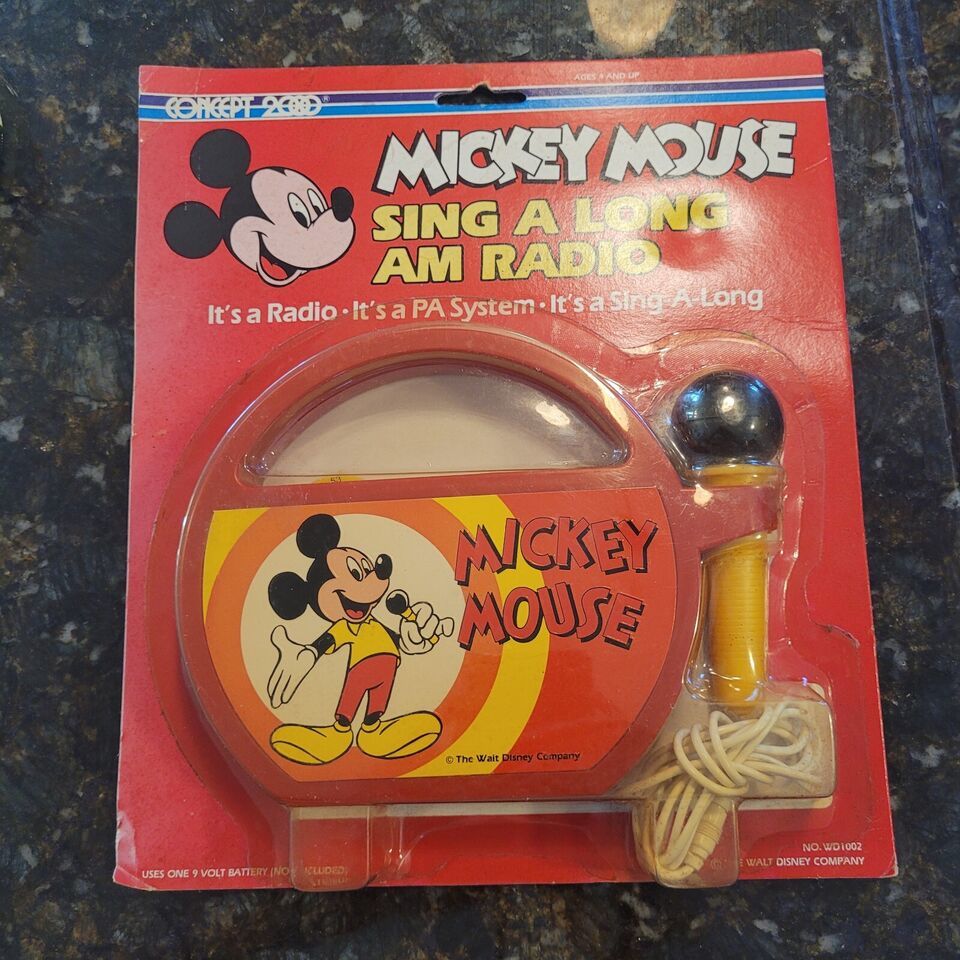 AGES 4 AND UP
CONCEPT 2000®
MICKEY MOUSE
SING A LONG
AM RADIO
It's a Radio · It's a PA System · It's a Sing-A-Long
53
MICKEY
MOUSE
© The Walt Disney Company
NO. WD1002
WALT DISNEY COMPANY
USES ONE 9 VOLT BATTERY (NOT INCLUDED)